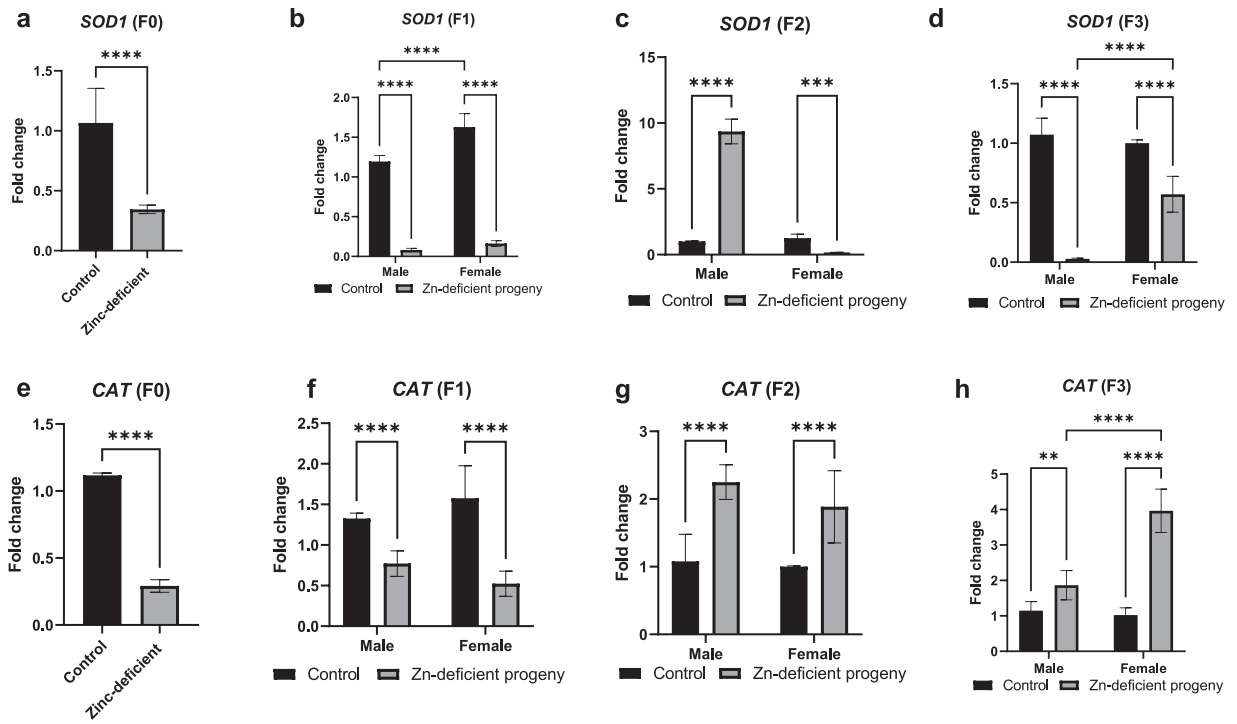 a
SOD1 (F0)
****
1.5
1.0
0.5
0.0
Fold change
Control
Zinc-deficient
b
SOD1 (F1)
****
****
****
2.0
1.5
1.0
0.5
0.0
Fold change
Male
Female
Control
Zn-deficient progeny
c
SOD1 (F2)
****
***
15
10
5
0
Fold change
Male
Female
Control
Zn-deficient progeny
d
SOD1 (F3)
****
****
****
1.5
1.0
0.5
0.0
Fold change
Male
Female
Control
Zn-deficient progeny
e
CAT (F0)
****
1.5
1.0
0.5
0.0
Fold change
Control
Zinc-deficient
f
CAT (F1)
****
****
2.5
2.0
1.5
1.0
0.5
0.0
Fold change
Male
Female
Control
Zn-deficient progeny
g
CAT (F2)
****
****
3
2
1
0
Fold change
Male
Female
Control
Zn-deficient progeny
h
CAT (F3)
****
**
****
5
4
3
2
1
0
Fold change
Male
Female
Control
Zn-deficient progeny